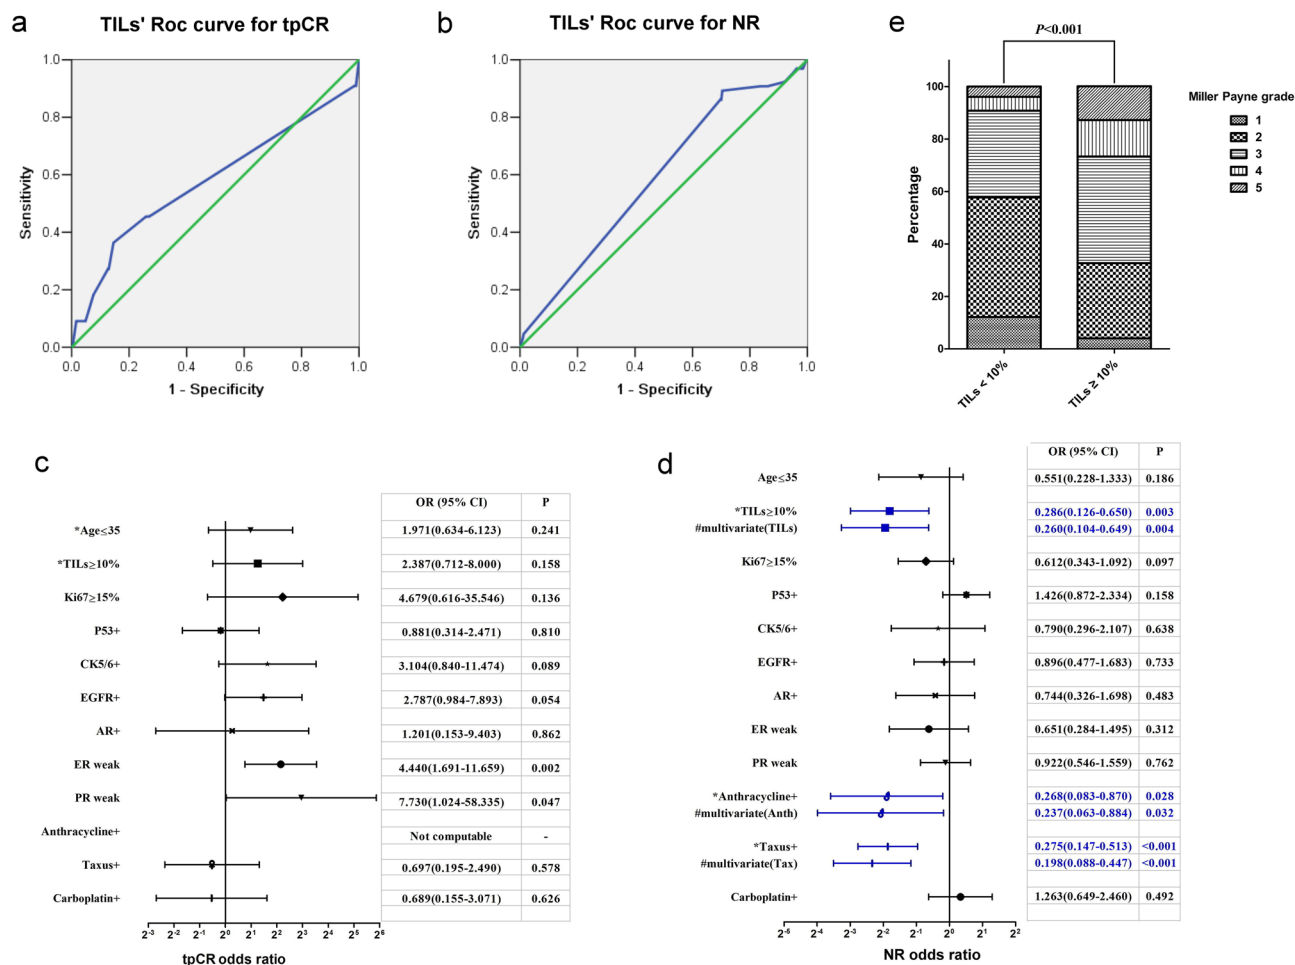 a
TILs' Roc curve for tpCR
1.0
0.8
0.6
0.4
0.2
0.0
Sensitivity
0.0 0.2 0.4 0.6 0.8 1.0
1 - Specificity
b
TILs' Roc curve for NR
1.0
0.8
0.6
0.4
0.2
0.0
Sensitivity
0.0 0.2 0.4 0.6 0.8 1.0
1 - Specificity
e
P<0.001
100
80
60
40
20
0
Percentage
TILs < 10%
TILs ≥ 10%
Miller Payne grade
1
2
3
4
5
c
OR (95% CI) P
*Age≤35 1.971(0.634-6.123) 0.241
*TILs≥10% 2.387(0.712-8.000) 0.158
Ki67≥15% 4.679(0.616-35.546) 0.136
P53+ 0.881(0.314-2.471) 0.810
CK5/6+ 3.104(0.840-11.474) 0.089
EGFR+ 2.787(0.984-7.893) 0.054
AR+ 1.201(0.153-9.403) 0.862
ER weak 4.440(1.691-11.659) 0.002
PR weak 7.730(1.024-58.335) 0.047
Anthracycline+ Not computable -
Taxus+ 0.697(0.195-2.490) 0.578
Carboplatin+ 0.689(0.155-3.071) 0.626
2-3 2-2 2-1 20 21 22 23 24 25 26
tpCR odds ratio
d
OR (95% CI) P
Age≤35 0.551(0.228-1.333) 0.186
*TILs≥10% 0.286(0.126-0.650) 0.003
#multivariate(TILs) 0.260(0.104-0.649) 0.004
Ki67≥15% 0.612(0.343-1.092) 0.097
P53+ 1.426(0.872-2.334) 0.158
CK5/6+ 0.790(0.296-2.107) 0.638
EGFR+ 0.896(0.477-1.683) 0.733
AR+ 0.744(0.326-1.698) 0.483
ER weak 0.651(0.284-1.495) 0.312
PR weak 0.922(0.546-1.559) 0.762
*Anthracycline+ 0.268(0.083-0.870) 0.028
#multivariate(Anth) 0.237(0.063-0.884) 0.032
*Taxus+ 0.275(0.147-0.513) <0.001
#multivariate(Tax) 0.198(0.088-0.447) <0.001
Carboplatin+ 1.263(0.649-2.460) 0.492
2-5 2-4 2-3 2-2 2-1 20 21 22
NR odds ratio